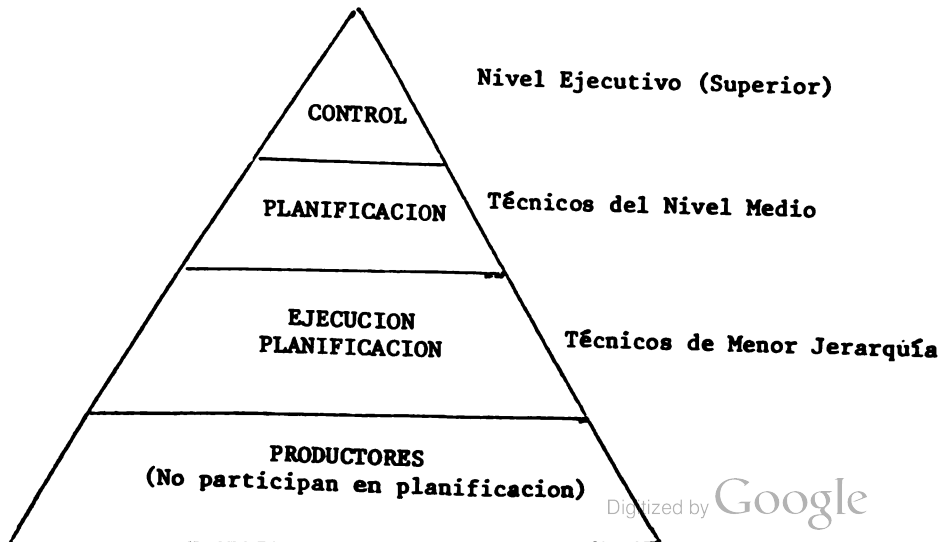 Nivel Ejecutivo (Superior)
CONTROL
Técnicos del Nivel Medio
PLANIFICACION
EJECUCION
PLANIFICACION
Técnicos de Menor Jerarquía
PRODUCTORES
(No participan en planificacion)
Digitized by Google